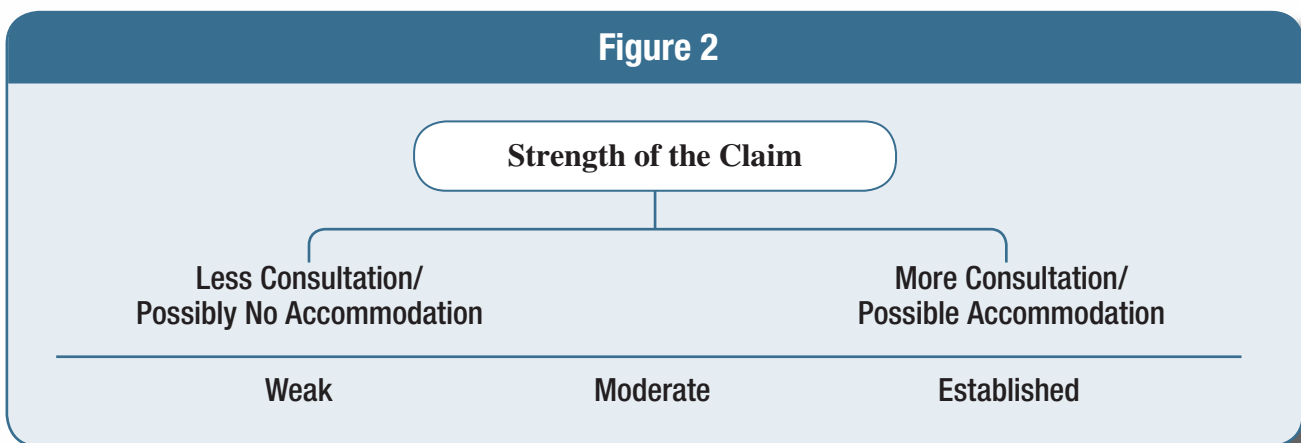 Figure 2
Strength of the Claim
Less Consultation/
Possibly No Accommodation
More Consultation/
Possible Accommodation
Weak Moderate Established